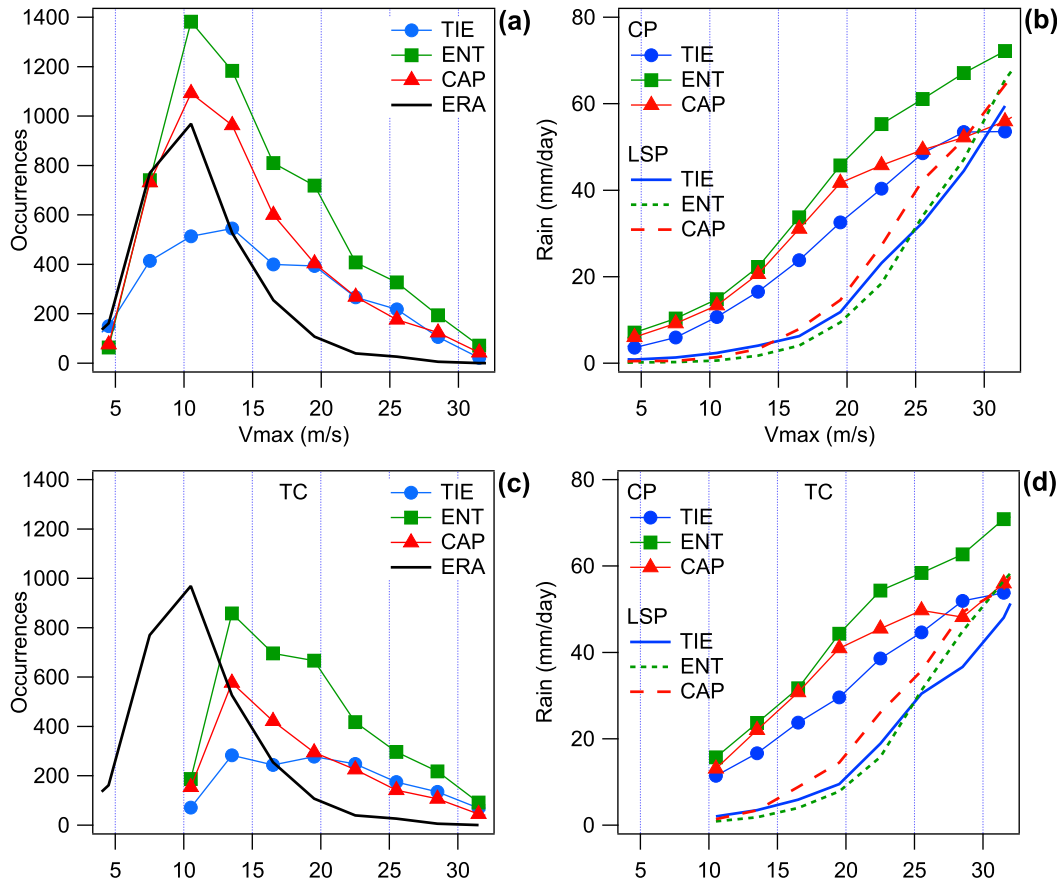 (a)
1400
1200
1000
800
600
400
200
0
Occurrences
TIE
ENT
CAP
ERA
5 10 15 20 25 30
Vmax (m/s)
(b)
80
60
40
20
0
Rain (mm/day)
CP
TIE
ENT
CAP
LSP
TIE
ENT
CAP
5 10 15 20 25 30
Vmax (m/s)
(c)
1400
1200
1000
800
600
400
200
0
Occurrences
TC
TIE
ENT
CAP
ERA
5 10 15 20 25 30
(d)
80
60
40
20
0
Rain (mm/day)
CP TC
TIE
ENT
CAP
LSP
TIE
ENT
CAP
5 10 15 20 25 30